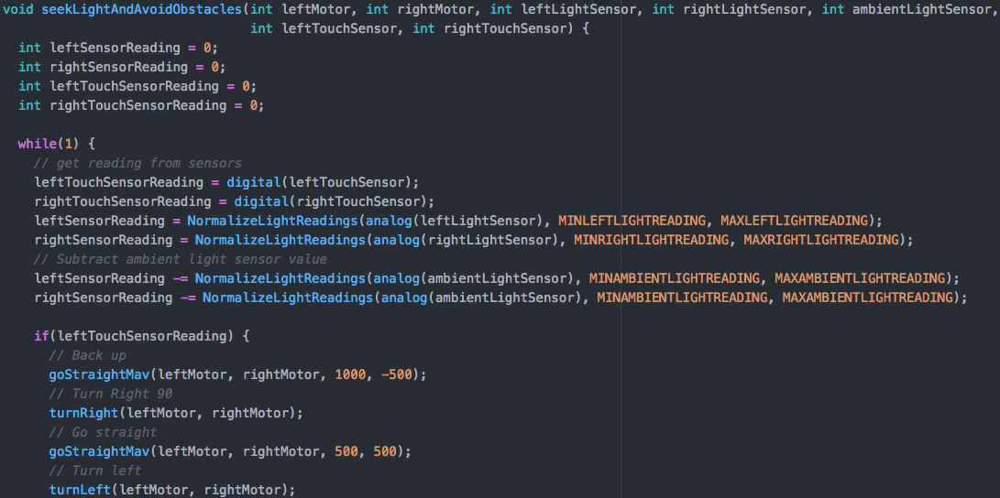 void seekLightAndAvoidObstacles(int leftMotor, int rightMotor, int leftLightSensor, int rightLightSensor, int ambientLightSensor,
                                int leftTouchSensor, int rightTouchSensor) {
  int leftSensorReading = 0;
  int rightSensorReading = 0;
  int leftTouchSensorReading = 0;
  int rightTouchSensorReading = 0;

  while(1) {
    // get reading from sensors
    leftTouchSensorReading = digital(leftTouchSensor);
    rightTouchSensorReading = digital(rightTouchSensor);
    leftSensorReading = NormalizeLightReadings(analog(leftLightSensor), MINLEFTLIGHTREADING, MAXLEFTLIGHTREADING);
    rightSensorReading = NormalizeLightReadings(analog(rightLightSensor), MINRIGHTLIGHTREADING, MAXRIGHTLIGHTREADING);
    // Subtract ambient light sensor value
    leftSensorReading -= NormalizeLightReadings(analog(ambientLightSensor), MINAMBIENTLIGHTREADING, MAXAMBIENTLIGHTREADING);
    rightSensorReading -= NormalizeLightReadings(analog(ambientLightSensor), MINAMBIENTLIGHTREADING, MAXAMBIENTLIGHTREADING);

    if(leftTouchSensorReading) {
      // Back up
      goStraightMav(leftMotor, rightMotor, 1000, -500);
      // Turn Right 90
      turnRight(leftMotor, rightMotor);
      // Go straight
      goStraightMav(leftMotor, rightMotor, 500, 500);
      // Turn left
      turnLeft(leftMotor, rightMotor);